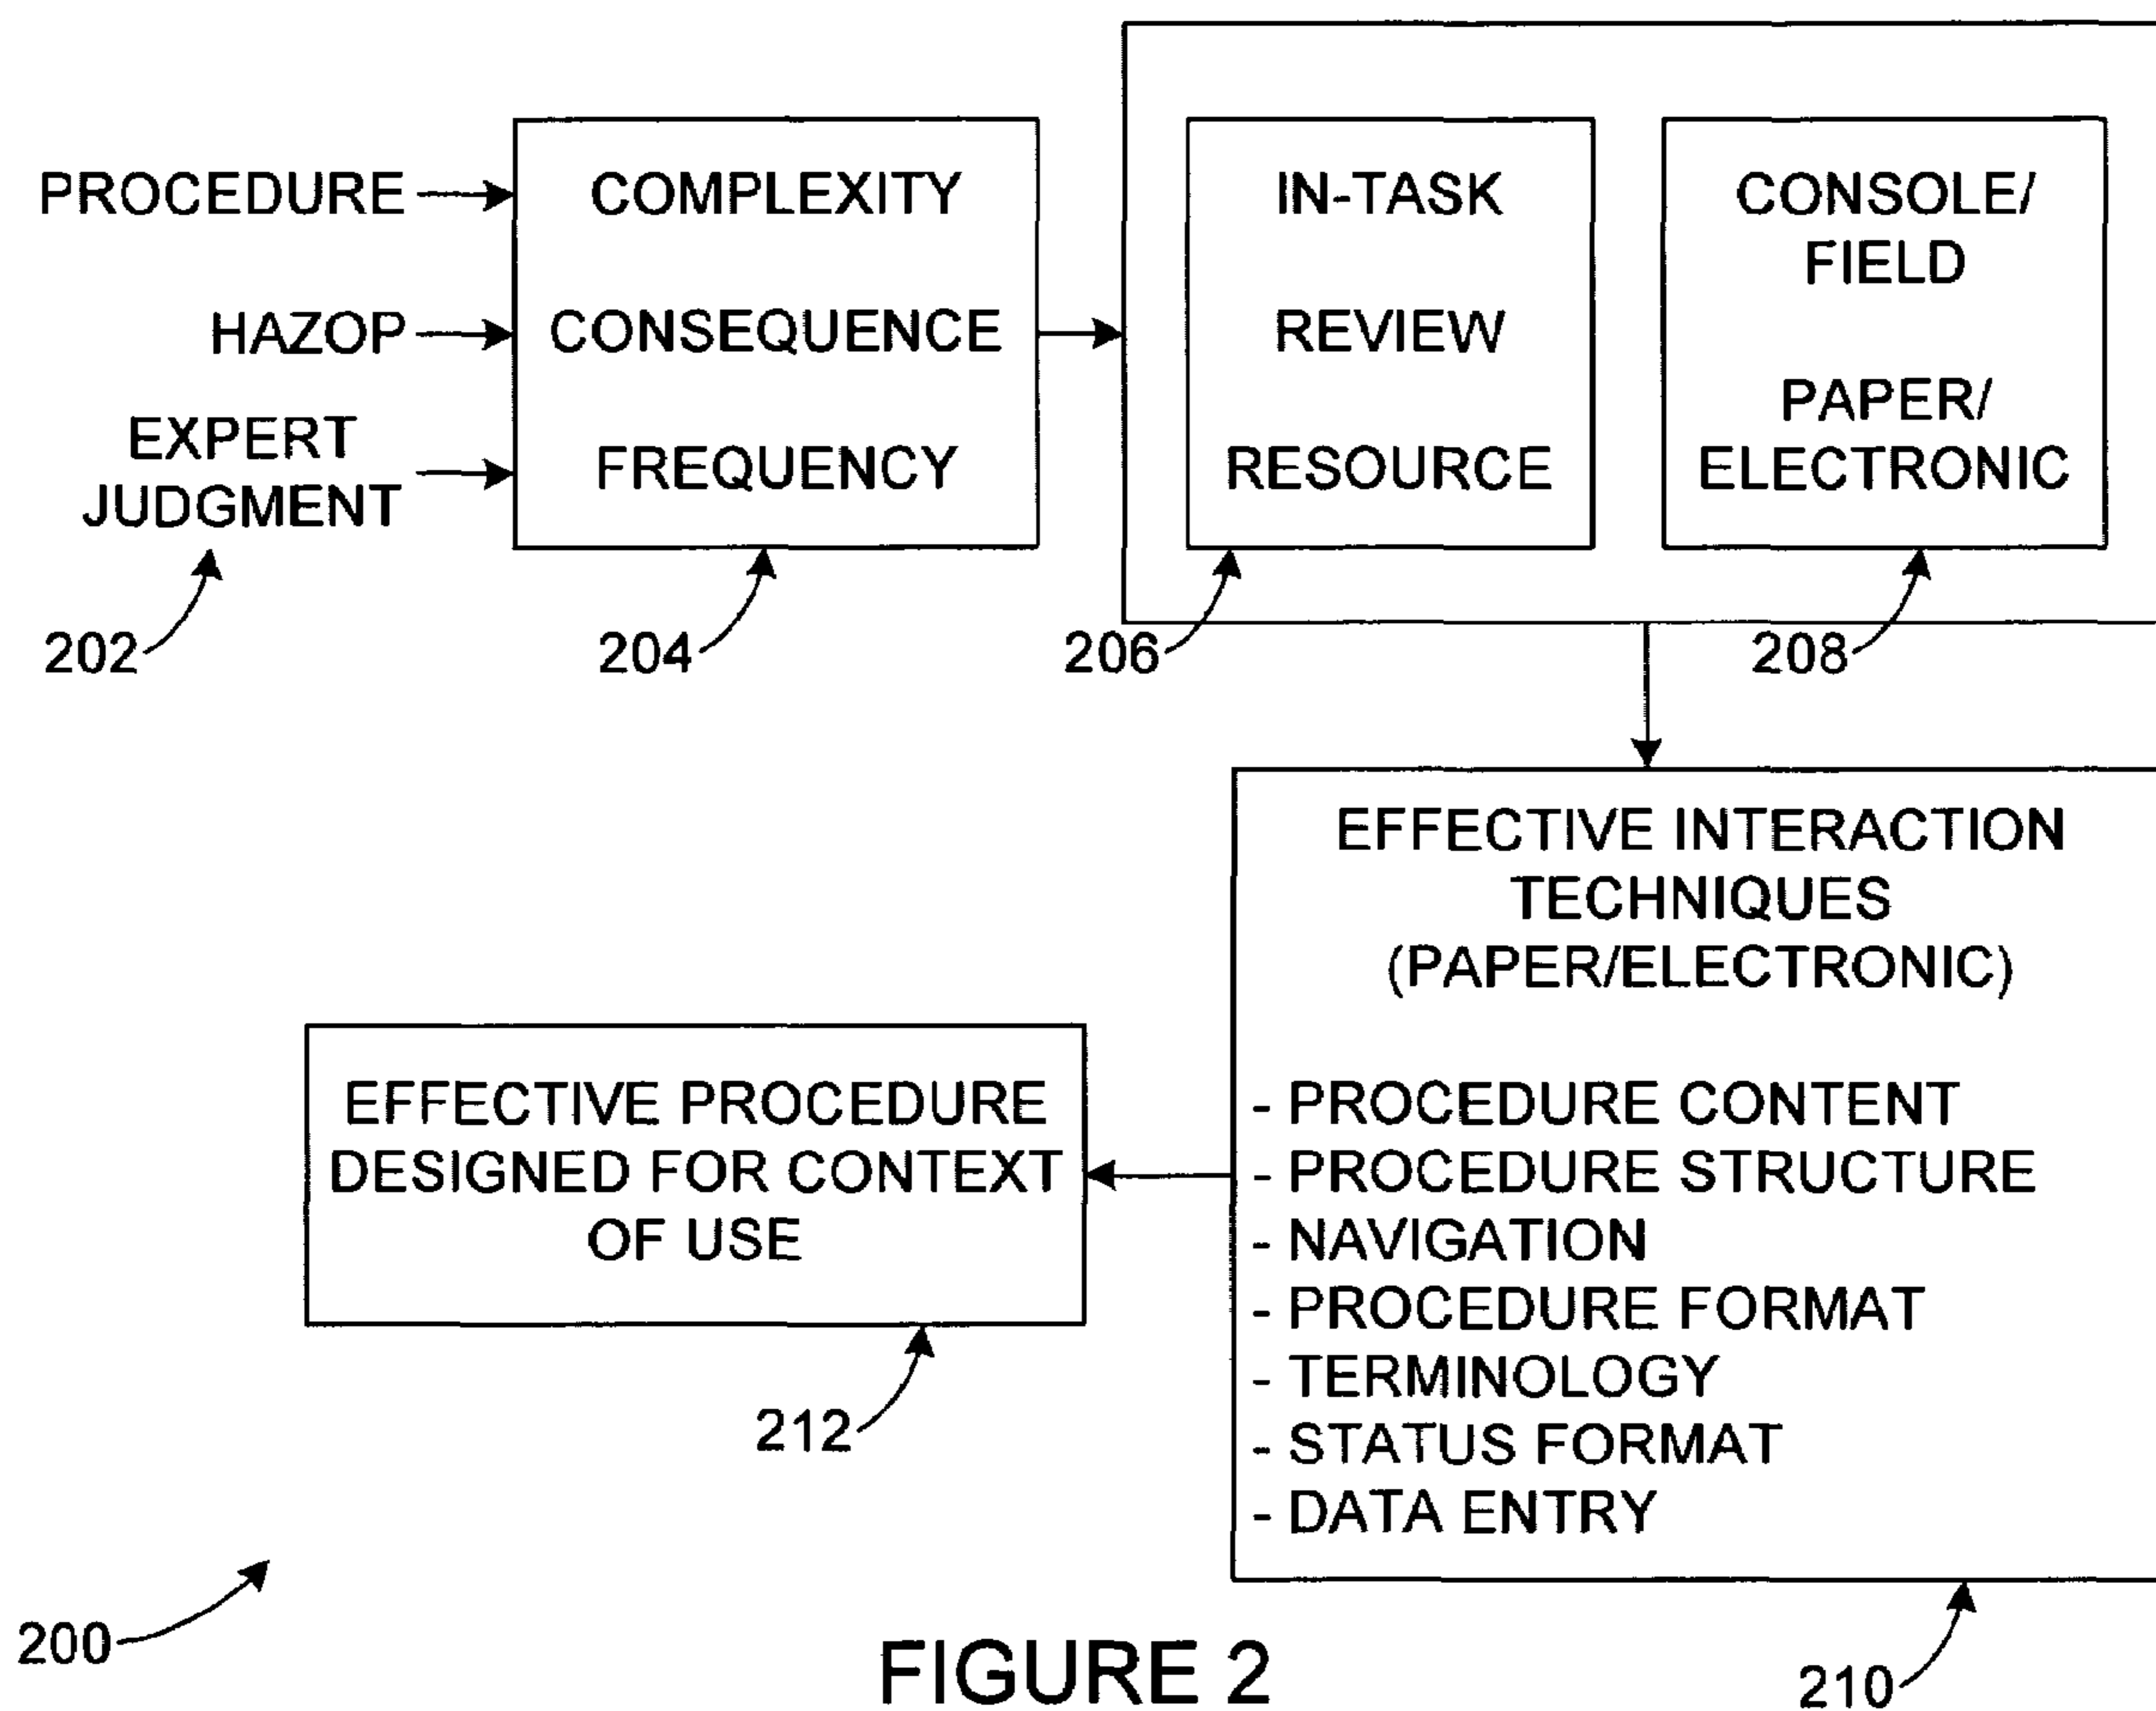 PROCEDURE
HAZOP
EXPERT
JUDGMENT
202
COMPLEXITY
CONSEQUENCE
FREQUENCY
204
IN-TASK
REVIEW
RESOURCE
206
CONSOLE/
FIELD
PAPER/
ELECTRONIC
208
EFFECTIVE INTERACTION
TECHNIQUES
(PAPER/ELECTRONIC)
- PROCEDURE CONTENT
- PROCEDURE STRUCTURE
- NAVIGATION
- PROCEDURE FORMAT
- TERMINOLOGY
- STATUS FORMAT
- DATA ENTRY
210
EFFECTIVE PROCEDURE
DESIGNED FOR CONTEXT
OF USE
212
200
FIGURE 2